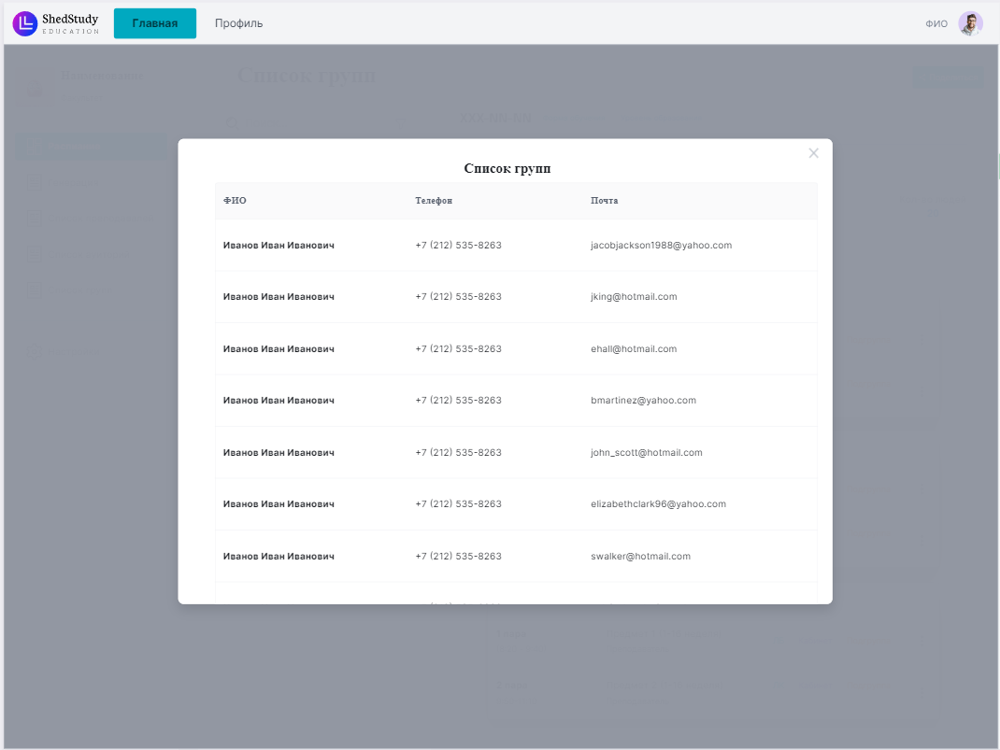 ShedStudy
EDUCATION
Главная
Профиль
ФИО
Список групп
Список групп
ФИО Телефон Почта
Иванов Иван Иванович +7 (212) 535-8263 jacobjackson1988@yahoo.com
Иванов Иван Иванович +7 (212) 535-8263 jking@hotmail.com
Иванов Иван Иванович +7 (212) 535-8263 ehall@hotmail.com
Иванов Иван Иванович +7 (212) 535-8263 bmartinez@yahoo.com
Иванов Иван Иванович +7 (212) 535-8263 john_scott@hotmail.com
Иванов Иван Иванович +7 (212) 535-8263 elizabethclark96@yahoo.com
Иванов Иван Иванович +7 (212) 535-8263 swalker@hotmail.com